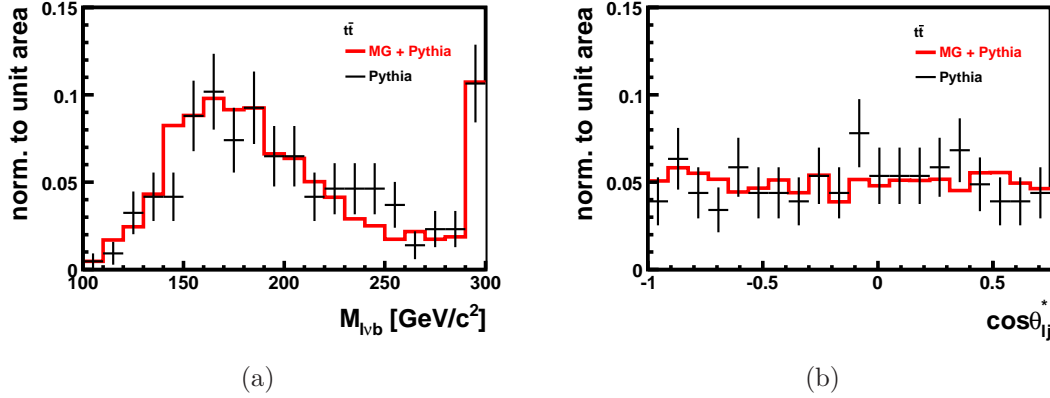 norm. to unit area
0.15
0.1
0.05
0
tt̄
MG + Pythia
Pythia
100 150 200 250 300
M_lνb [GeV/c²]
(a)
norm. to unit area
0.15
0.1
0.05
0
tt̄
MG + Pythia
Pythia
-1 -0.5 0 0.5
cosθ*_lj
(b)